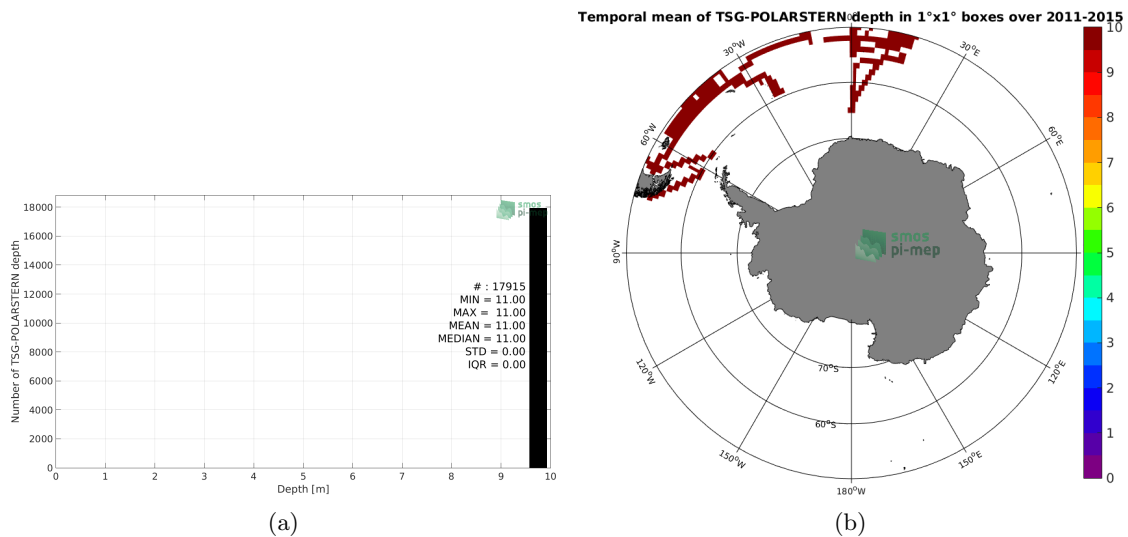 18000
16000
14000
12000
10000
8000
6000
4000
2000
0
Number of TSG-POLARSTERN depth
smos
pi-mep
# : 17915
MIN = 11.00
MAX = 11.00
MEAN = 11.00
MEDIAN = 11.00
STD = 0.00
IQR = 0.00
0 1 2 3 4 5 6 7 8 9 10
Depth [m]
(a)
Temporal mean of TSG-POLARSTERN depth in 1°x1° boxes over 2011-2015
0°
30°W
30°E
60°W
60°E
90°W
120°W
120°E
150°W
150°E
180°W
70°S
60°S
smos
pi-mep
10
9
8
7
6
5
4
3
2
1
0
(b)